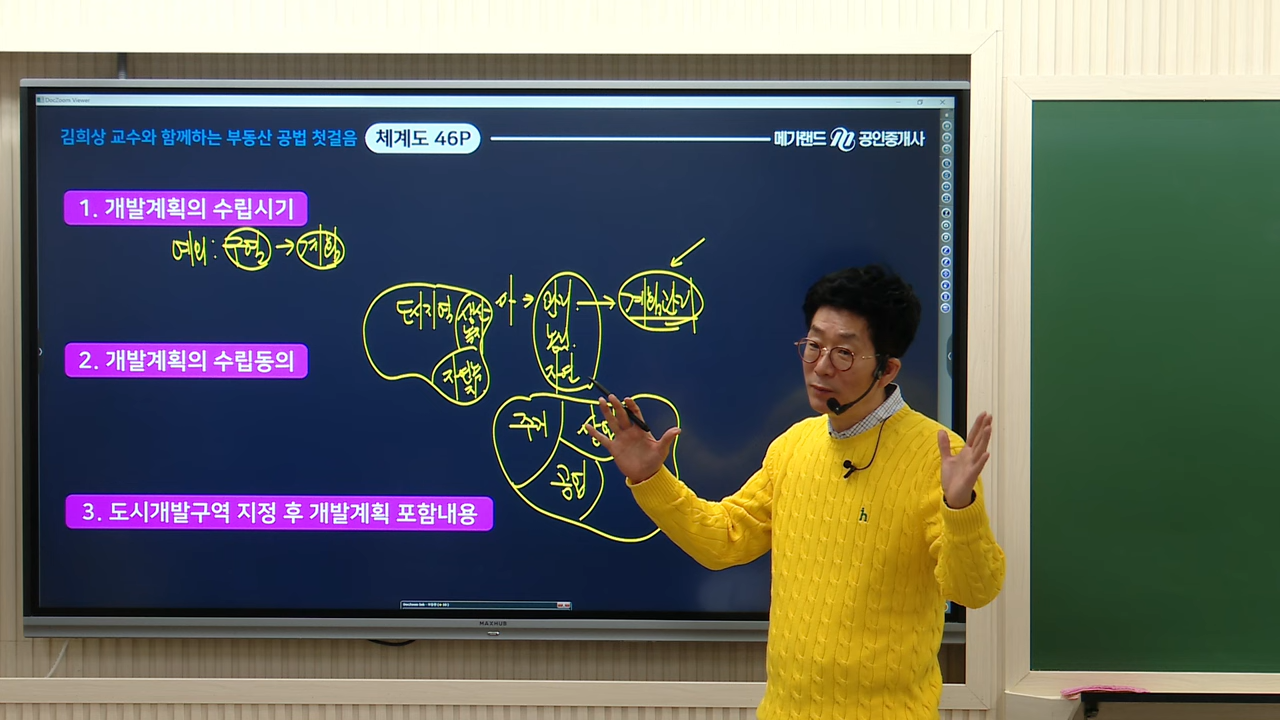 DocZoom Viewer
김희상 교수와 함께하는 부동산 공법 첫걸음 체계도 46P 메가랜드 공인중개사
1. 개발계획의 수립시기
예외: 구역 → 계획
도시지역 생산녹지 자연녹지
아 → 관리 농림 자연 → 계획관리
2. 개발계획의 수립동의
주거 상업
공업
3. 도시개발구역 지정 후 개발계획 포함내용
MAXHUB